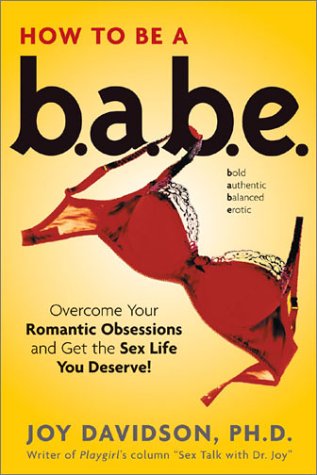 HOW TO BE A
b.a.b.e.
bold
authentic
balanced
erotic
Overcome Your
Romantic Obsessions
and Get the Sex Life
You Deserve!
JOY DAVIDSON, PH.D.
Writer of Playgirl's column "Sex Talk with Dr. Joy"